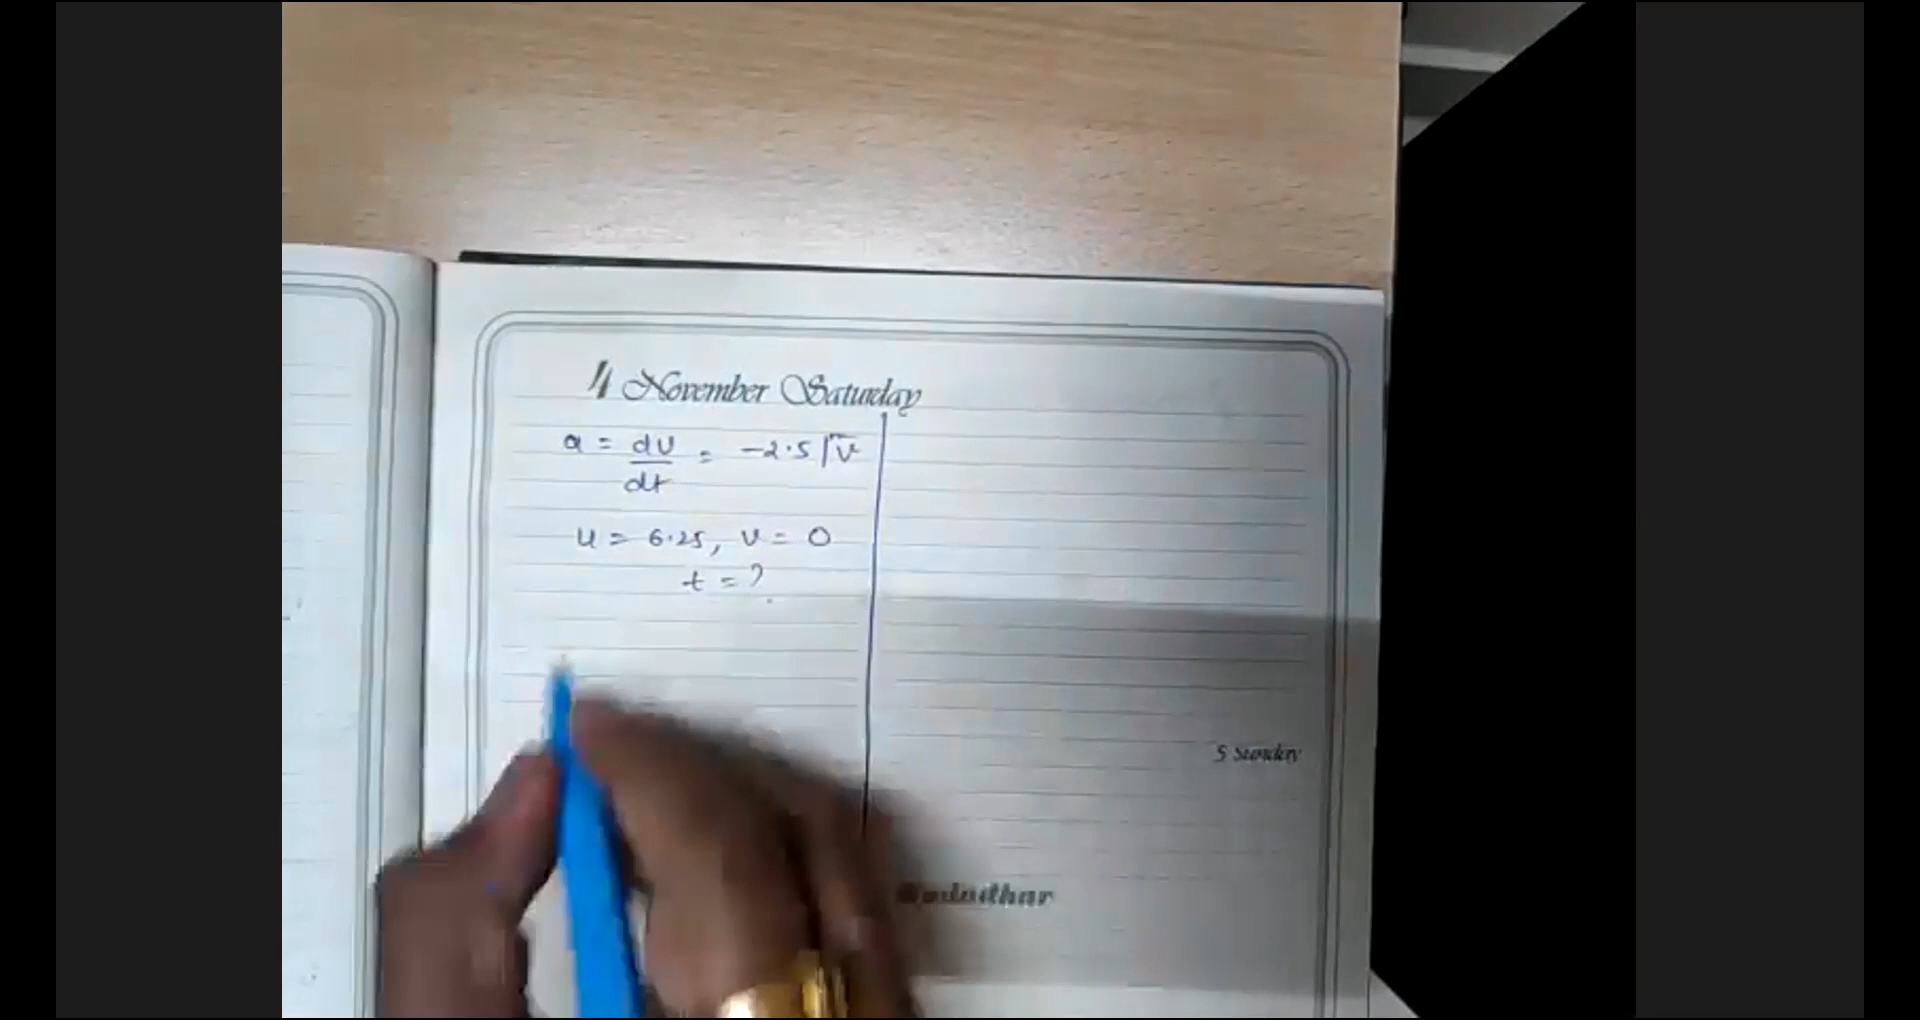 4 November Saturday
a = dv/dt = -2.5√v
u = 6.25, v = 0
t = ?
5 Sunday